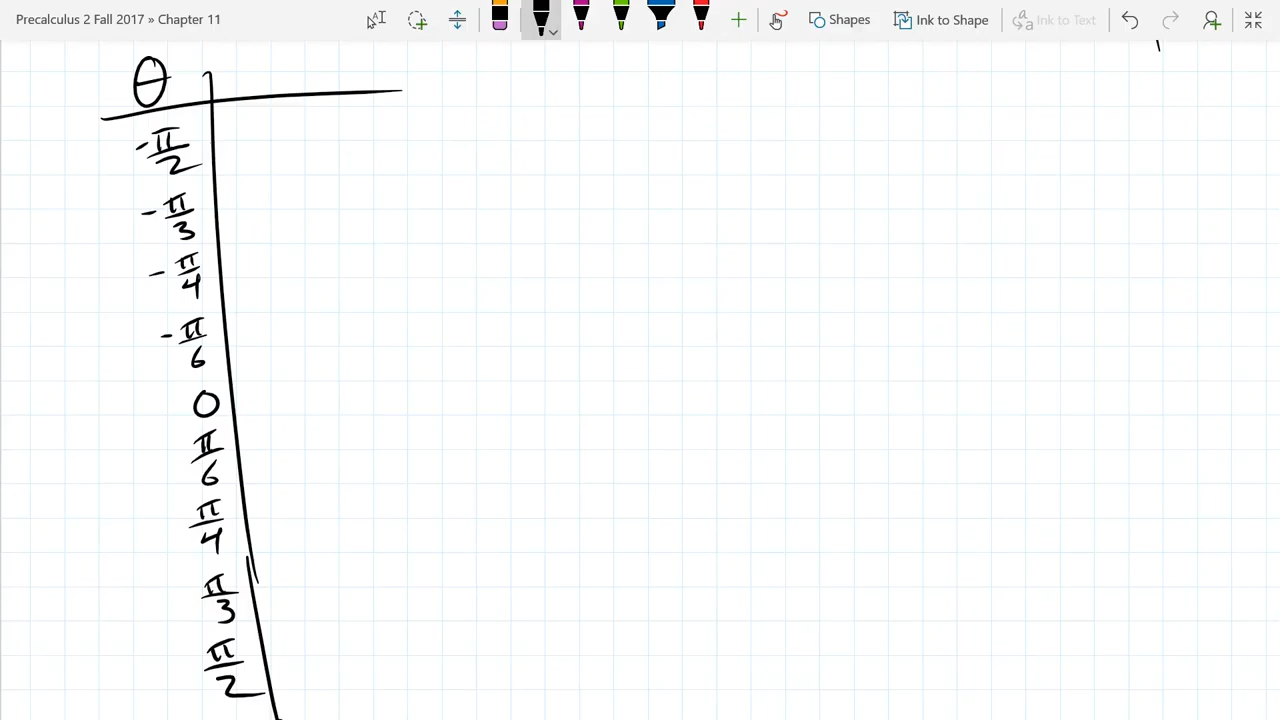 Precalculus 2 Fall 2017 » Chapter 11
Shapes
Ink to Shape
Ink to Text
θ
-π/2
-π/3
-π/4
-π/6
0
π/6
π/4
π/3
π/2